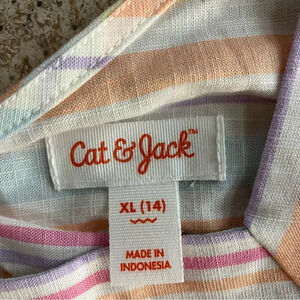 Cat & Jack™
XL (14)
MADE IN
INDONESIA